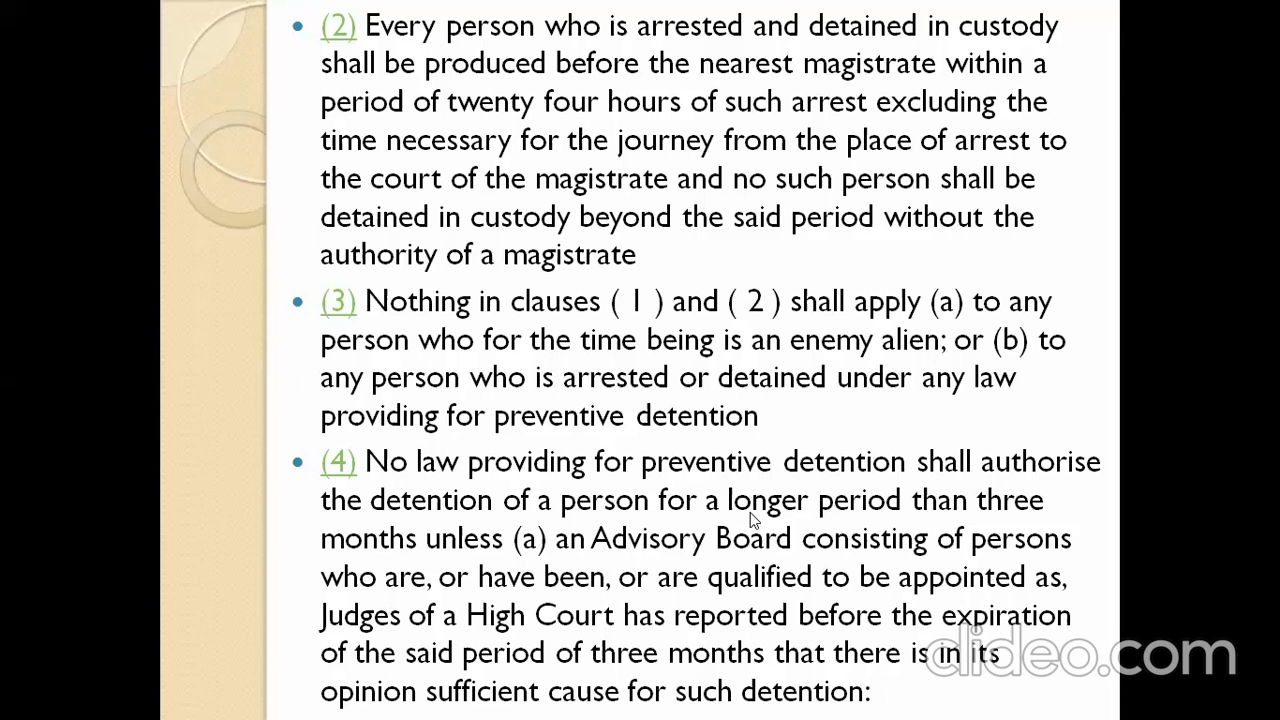 • (2) Every person who is arrested and detained in custody
shall be produced before the nearest magistrate within a
period of twenty four hours of such arrest excluding the
time necessary for the journey from the place of arrest to
the court of the magistrate and no such person shall be
detained in custody beyond the said period without the
authority of a magistrate
• (3) Nothing in clauses ( 1 ) and ( 2 ) shall apply (a) to any
person who for the time being is an enemy alien; or (b) to
any person who is arrested or detained under any law
providing for preventive detention
• (4) No law providing for preventive detention shall authorise
the detention of a person for a longer period than three
months unless (a) an Advisory Board consisting of persons
who are, or have been, or are qualified to be appointed as,
Judges of a High Court has reported before the expiration
of the said period of three months that there is in its
opinion sufficient cause for such detention:
clideo.com